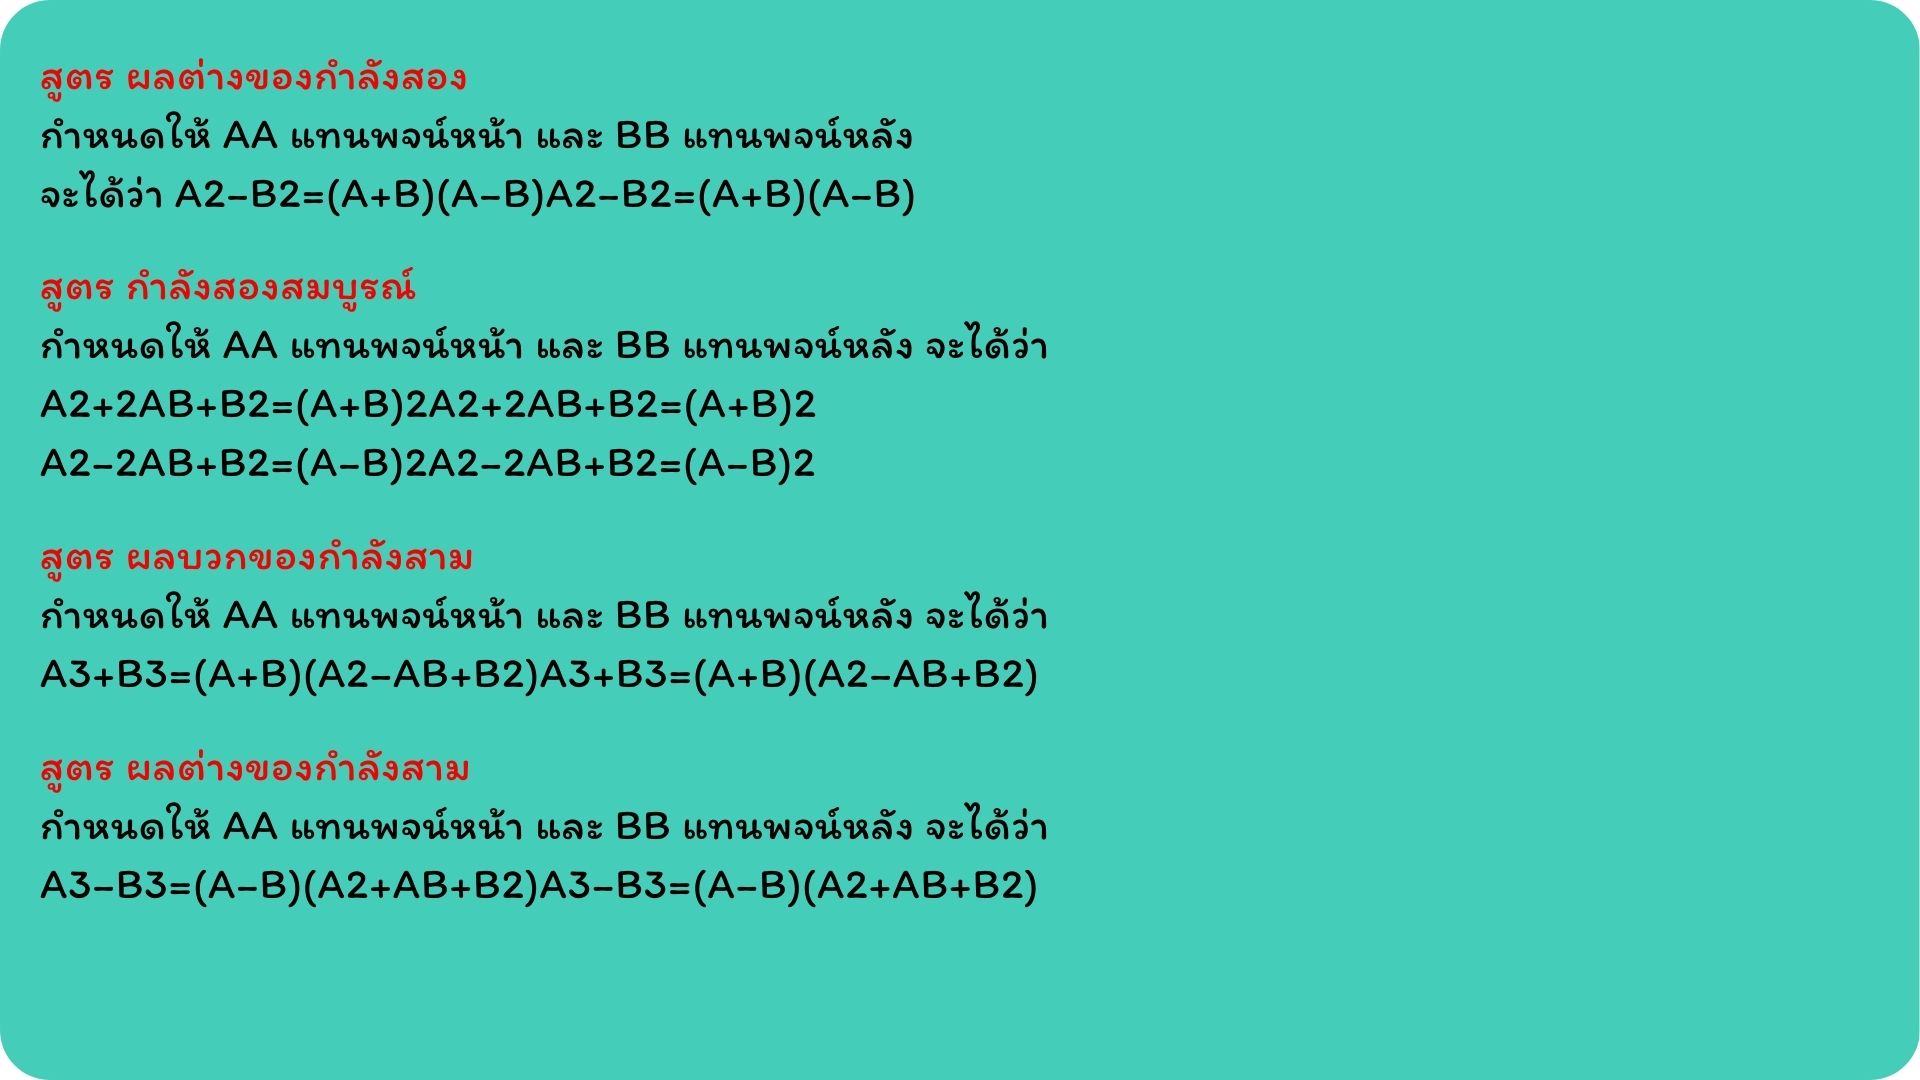 สูตร ผลต่างของกำลังสอง
กำหนดให้ AA แทนพจน์หน้า และ BB แทนพจน์หลัง
จะได้ว่า A2−B2=(A+B)(A−B)A2−B2=(A+B)(A−B)
สูตร กำลังสองสมบูรณ์
กำหนดให้ AA แทนพจน์หน้า และ BB แทนพจน์หลัง จะได้ว่า
A2+2AB+B2=(A+B)2A2+2AB+B2=(A+B)2
A2−2AB+B2=(A−B)2A2−2AB+B2=(A−B)2
สูตร ผลบวกของกำลังสาม
กำหนดให้ AA แทนพจน์หน้า และ BB แทนพจน์หลัง จะได้ว่า
A3+B3=(A+B)(A2−AB+B2)A3+B3=(A+B)(A2−AB+B2)
สูตร ผลต่างของกำลังสาม
กำหนดให้ AA แทนพจน์หน้า และ BB แทนพจน์หลัง จะได้ว่า
A3−B3=(A−B)(A2+AB+B2)A3−B3=(A−B)(A2+AB+B2)